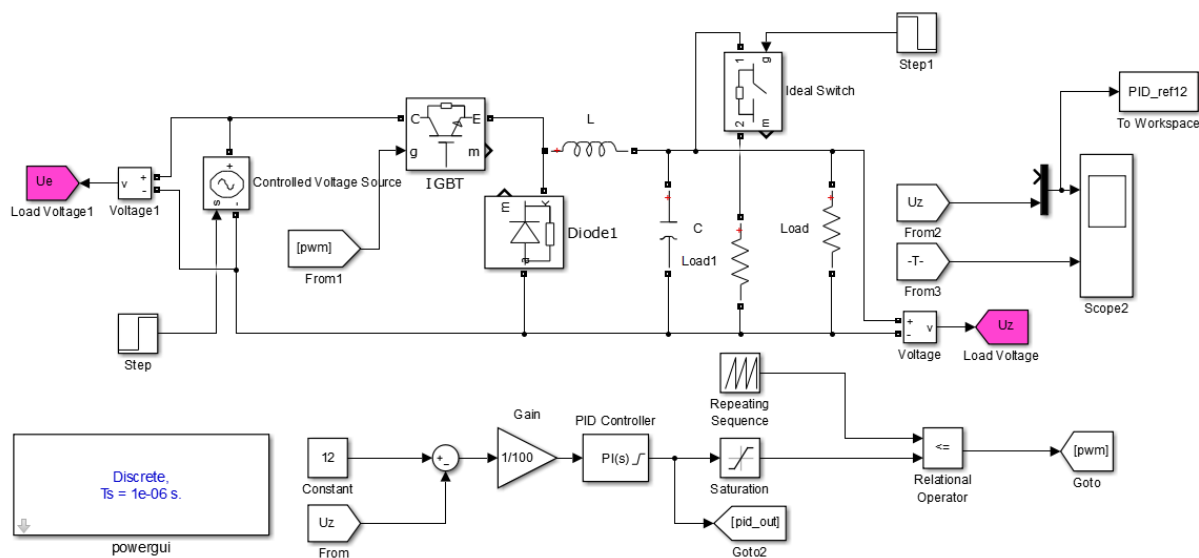 1
g
2
m
Ideal Switch
Step1
PID_ref12
To Workspace
C
E
g
m
IGBT
L
Ue
Load Voltage1
v
+
-
Voltage1
+
-
s
Controlled Voltage Source
[pwm]
From1
m
k
a
Diode1
+
+
C
+
Load1
+
Load
Uz
From2
-T-
From3
Scope2
Step
+
-
v
Voltage
Uz
Load Voltage
Repeating
Sequence
Discrete,
Ts = 1e-06 s.
powergui
12
Constant
Uz
From
+
-
Gain
1/100
PID Controller
PI(s)
Saturation
[pid_out]
Goto2
<=
Relational
Operator
[pwm]
Goto